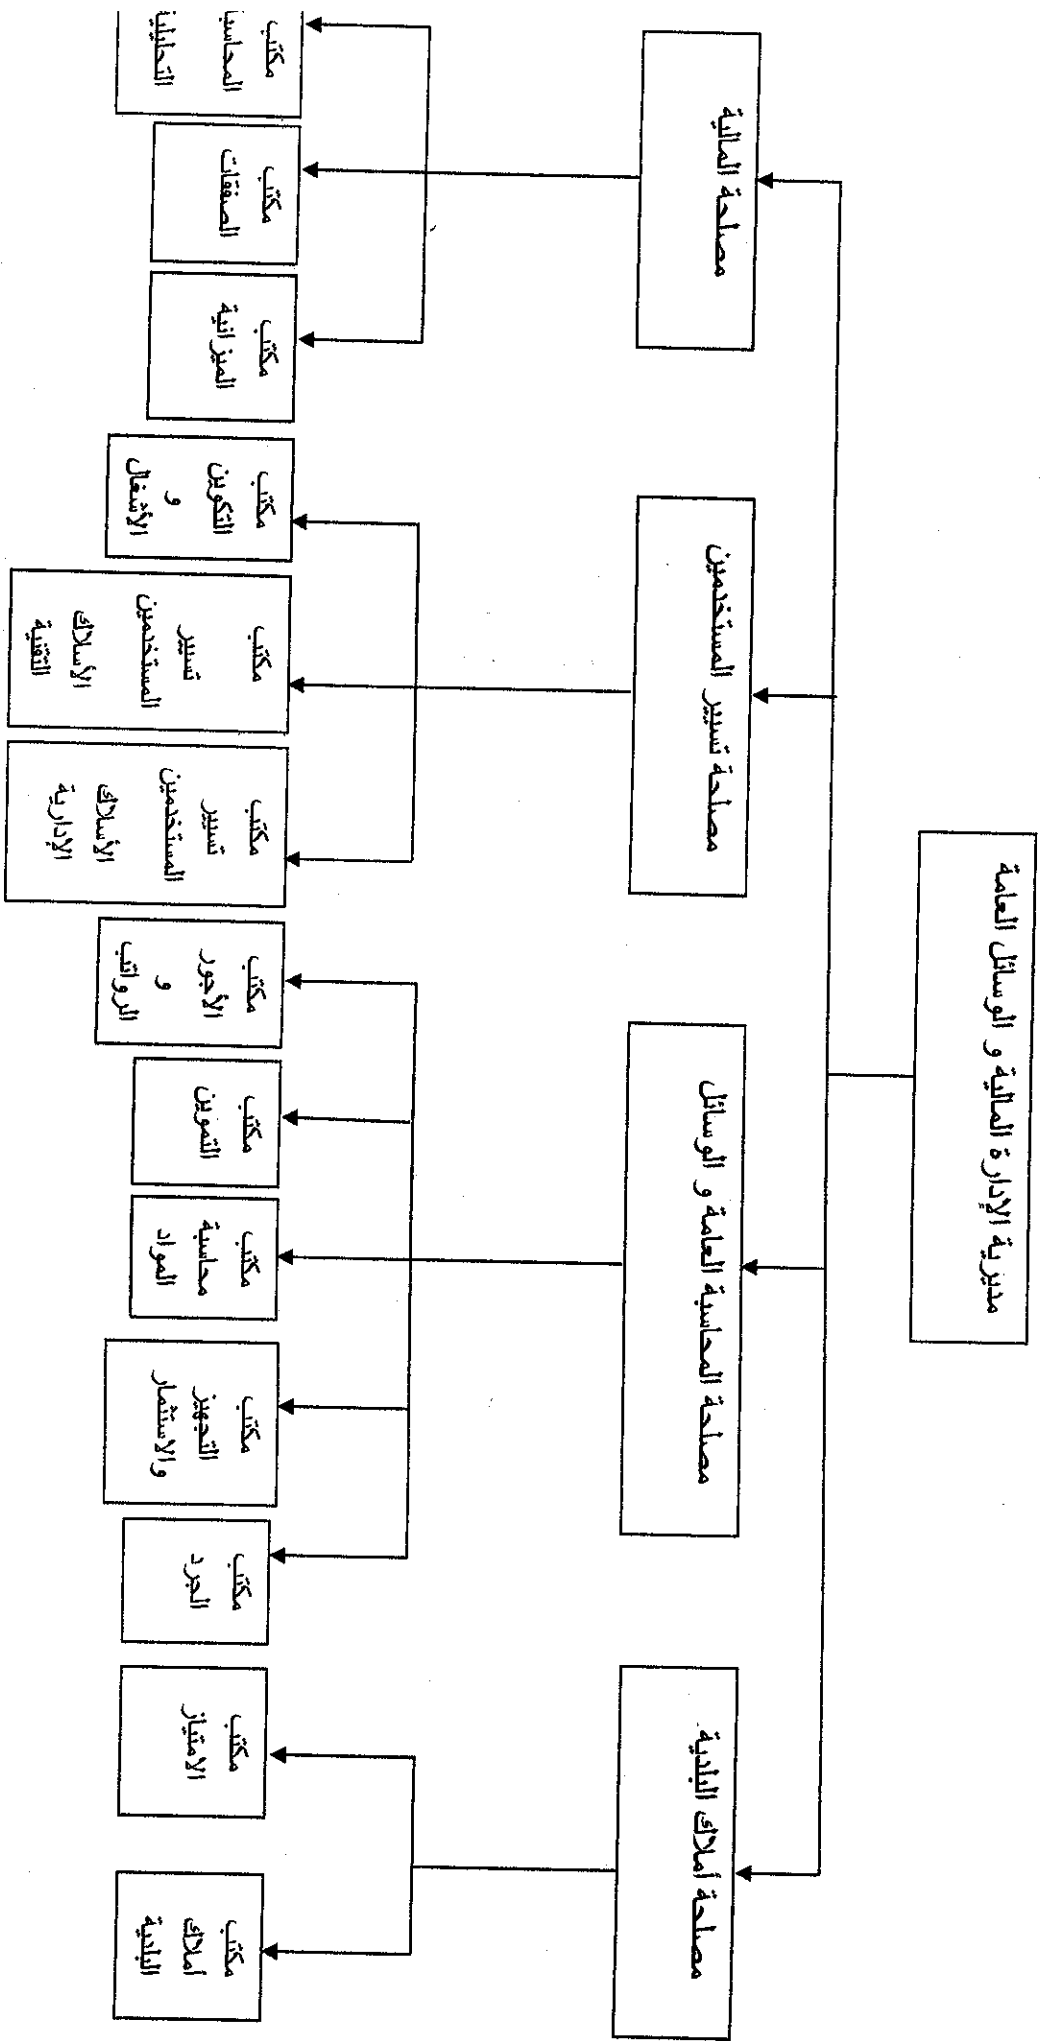 مديرية الإدارة المالية و الوسائل العامة
مصلحة أملاك البلدية
مصلحة المحاسبة العامة و الوسائل
مصلحة تسيير المستخدمين
مصلحة المالية
مكتب
أملاك
البلدية
مكتب
الامتياز
مكتب
الجرد
مكتب
التجهيز
والاستثمار
مكتب
محاسبة
المواد
مكتب
التموين
مكتب
الأجور
و
الرواتب
مكتب
تسيير
المستخدمين
الأسلاك
الإدارية
مكتب
تسيير
المستخدمين
الأسلاك
التقنية
مكتب
التكوين
و
الأشغال
مكتب
الميزانية
مكتب
الصفقات
مكتب
التحليلية